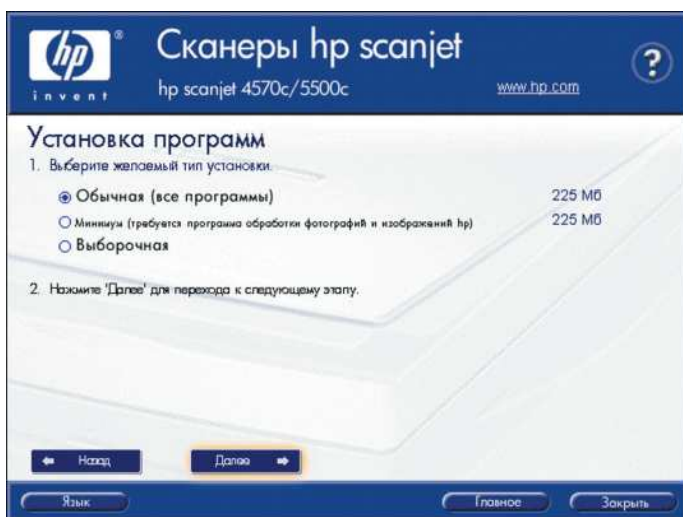 hp
®
invent
Сканеры hp scanjet
hp scanjet 4570c/5500c
www.hp.com
?
Установка программ
1. Выберите желаемый тип установки.
Обычная (все программы) 225 Мб
Минимум (требуется программа обработки фотографий и изображений hp) 225 Мб
Выборочная
2. Нажмите 'Далее' для перехода к следующему этапу.
Назад
Далее
Язык
Главное
Закрыть